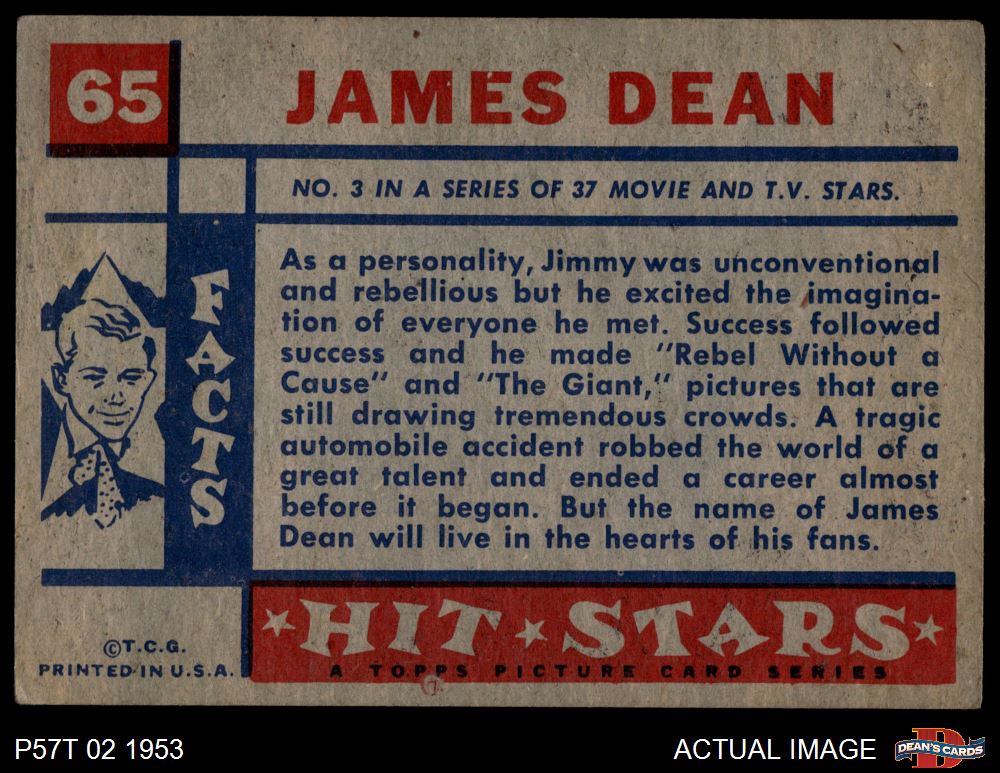 65
JAMES DEAN
NO. 3 IN A SERIES OF 37 MOVIE AND T.V. STARS.
FACTS
As a personality, Jimmy was unconventional
and rebellious but he excited the imagina-
tion of everyone he met. Success followed
success and he made "Rebel Without a
Cause" and "The Giant," pictures that are
still drawing tremendous crowds. A tragic
automobile accident robbed the world of a
great talent and ended a career almost
before it began. But the name of James
Dean will live in the hearts of his fans.
©T.C.G.
PRINTED IN U.S.A.
HIT STARS
A TOPPS PICTURE CARD SERIES
P57T 02 1953
ACTUAL IMAGE
D
DEAN'S CARDS